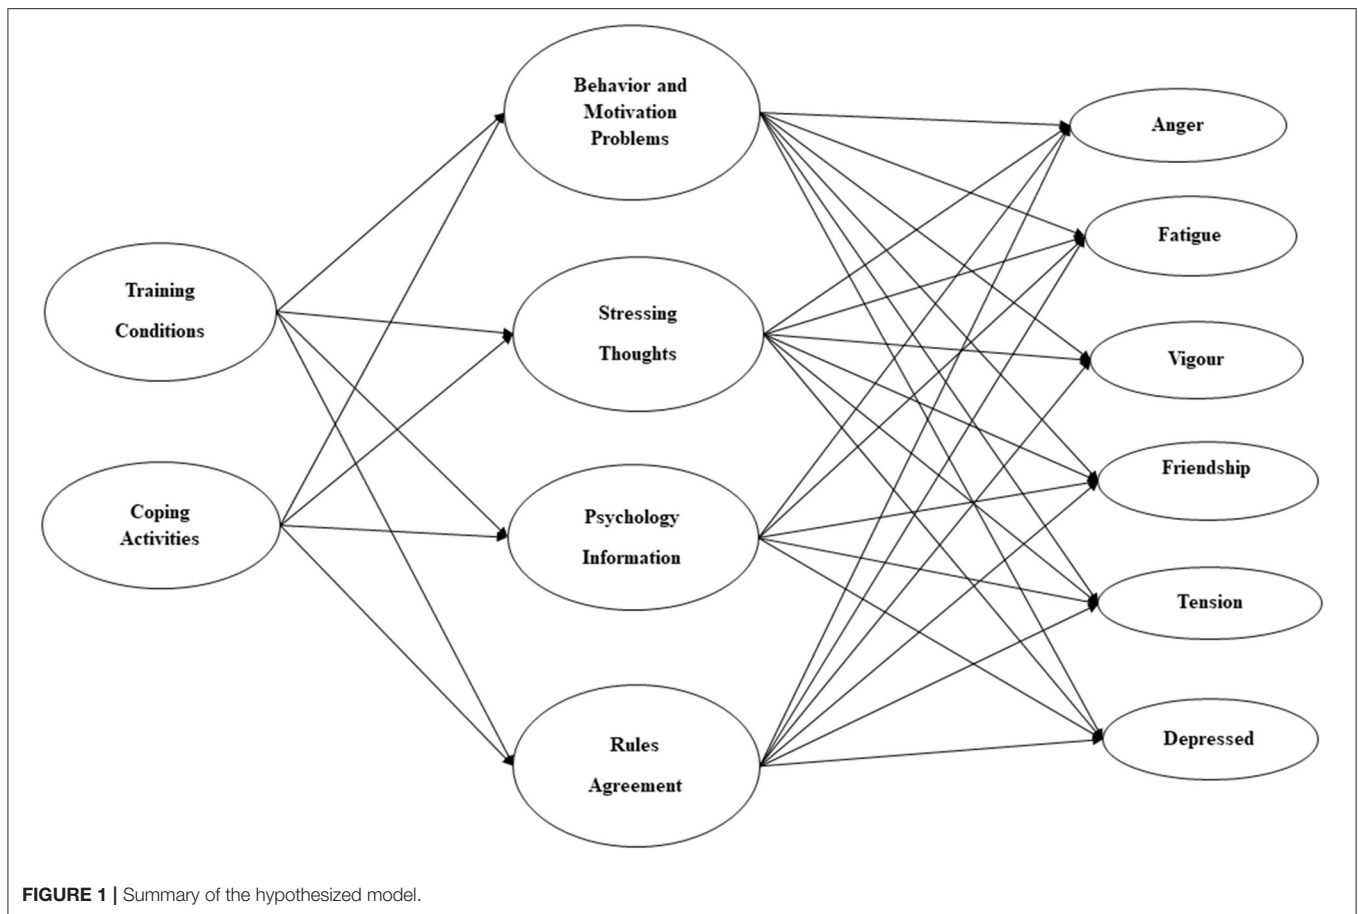 Behavior and
Motivation
Problems
Anger
Fatigue
Training
Conditions
Stressing
Thoughts
Vigour
Friendship
Coping
Activities
Psychology
Information
Tension
Rules
Agreement
Depressed
FIGURE 1 | Summary of the hypothesized model.